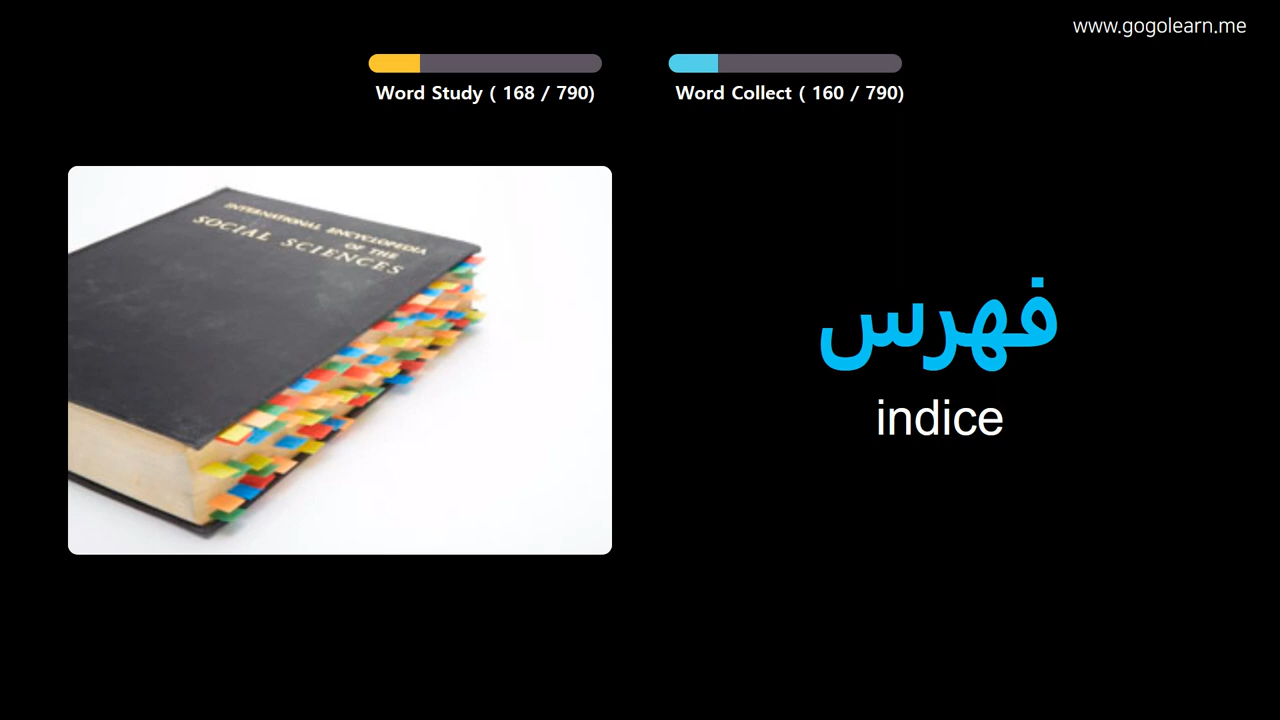 www.gogolearn.me
Word Study ( 168 / 790)
Word Collect ( 160 / 790)
INTERNATIONAL ENCYCLOPEDIA
OF THE
SOCIAL SCIENCES
فهرس
indice